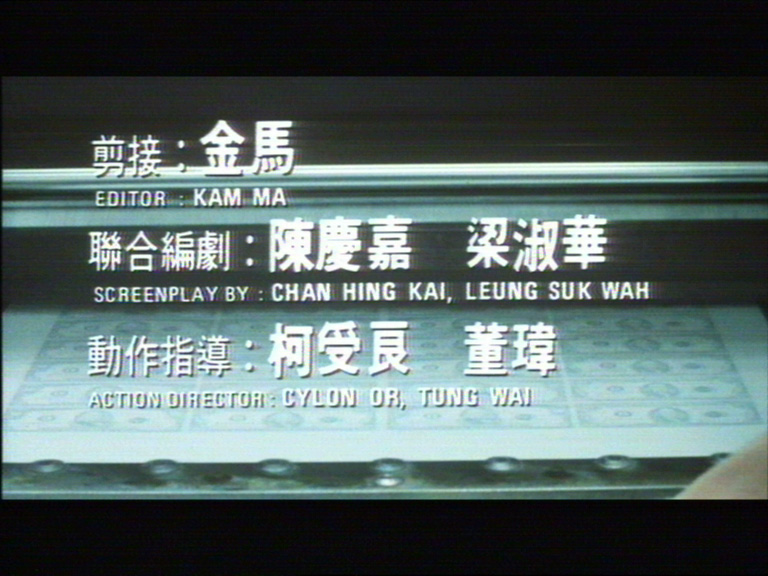 剪接：金馬
EDITOR : KAM MA
聯合編劇：陳慶嘉 梁淑華
SCREENPLAY BY : CHAN HING KAI, LEUNG SUK WAH
動作指導：柯受良 董瑋
ACTION DIRECTOR : CYLON OR, TUNG WAI